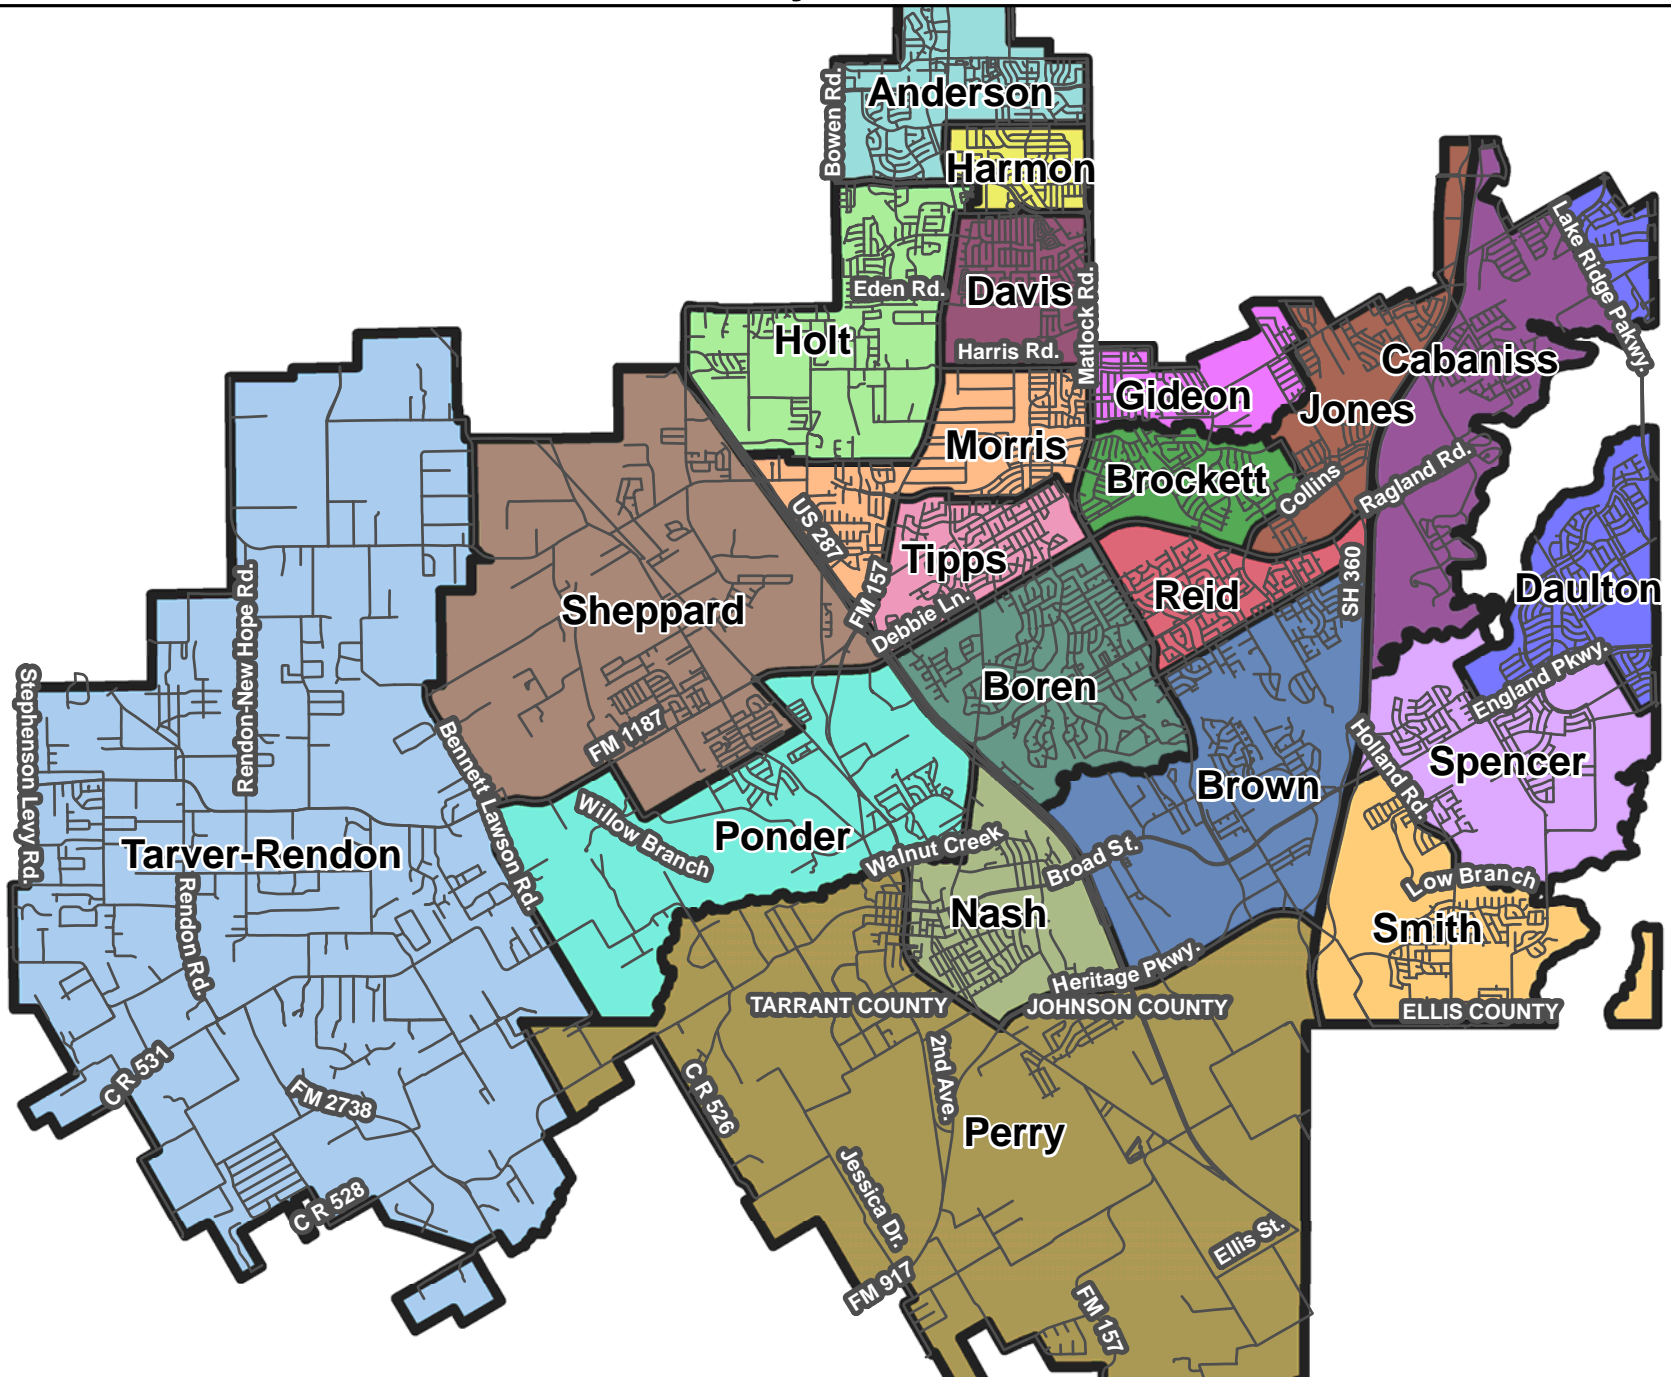 Anderson
Bowen Rd.
Harmon
Lake Ridge Pakwy.
Eden Rd.
Davis
Matlock Rd.
Holt
Harris Rd.
Cabaniss
Gideon
Jones
Morris
Brockett
Collins
Ragland Rd.
US 287
Tipps
FM 157
Debbie Ln.
Reid
SH 360
Daulton
Sheppard
Rendon-New Hope Rd.
Stephenson Levy Rd.
Boren
England Pkwy.
FM 1187
Bennett Lawson Rd.
Holland Rd.
Spencer
Brown
Willow Branch
Ponder
Walnut Creek
Broad St.
Tarver-Rendon
Rendon Rd.
Low Branch
Nash
Smith
Heritage Pkwy.
TARRANT COUNTY
JOHNSON COUNTY
ELLIS COUNTY
C R 531
FM 2738
C R 526
2nd Ave.
Perry
Jessica Dr.
C R 528
Ellis St.
FM 917
FM 157